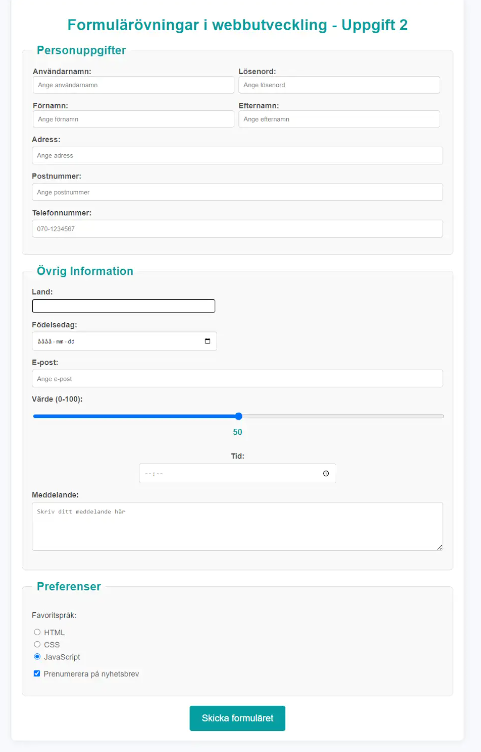 Formulärövningar i webbutveckling - Uppgift 2
Personuppgifter
Användarnamn: Lösenord:
Ange användarnamn Ange lösenord
Förnamn: Efternamn:
Ange förnamn Ange efternamn
Adress:
Ange adress
Postnummer:
Ange postnummer
Telefonnummer:
070-1234567
Övrig Information
Land:
Födelsedag:
åååå-mm-dd
E-post:
Ange e-post
Värde (0-100):
50
Tid:
--:--
Meddelande:
Skriv ditt meddelande här
Preferenser
Favoritspråk:
HTML
CSS
JavaScript
Prenumerera på nyhetsbrev
Skicka formuläret